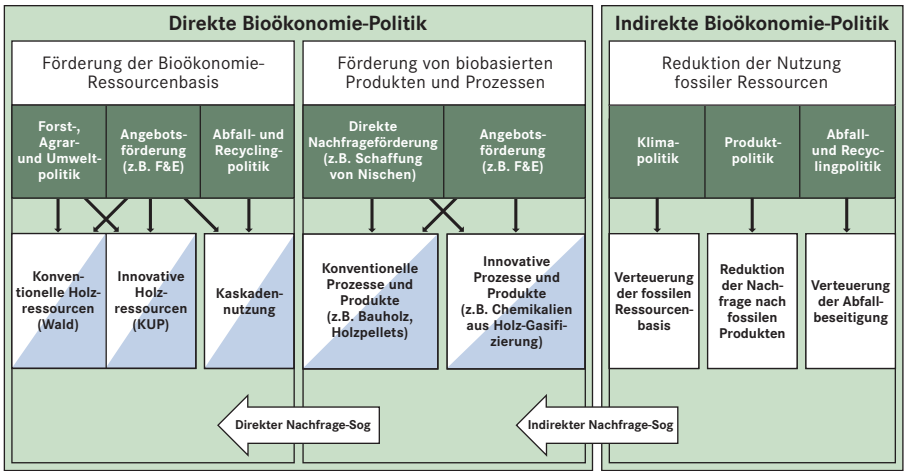 Direkte Bioökonomie-Politik
Indirekte Bioökonomie-Politik
Förderung der Bioökonomie-
Ressourcenbasis
Förderung von biobasierten
Produkten und Prozessen
Reduktion der Nutzung
fossiler Ressourcen
Forst-,
Agrar-
und Umwelt-
politik
Angebots-
förderung
(z.B. F&E)
Abfall- und
Recycling-
politik
Direkte
Nachfrageförderung
(z.B. Schaffung
von Nischen)
Angebots-
förderung
(z.B. F&E)
Klima-
politik
Produkt-
politik
Abfall-
und Recyc-
lingpolitik
Konven-
tionelle Holz-
ressourcen
(Wald)
Innovative
Holz-
ressourcen
(KUP)
Kaskaden-
nutzung
Konventionelle
Prozesse und
Produkte
(z.B. Bauholz,
Holzpellets)
Innovative
Prozesse und
Produkte
(z.B. Chemikalien
aus Holz-Gasifi-
zierung)
Verteuerung
der fossilen
Ressourcen-
basis
Reduktion
der Nach-
frage nach
fossilen
Produkten
Verteuerung
der Abfall-
beseitigung
Direkter Nachfrage-Sog
Indirekter Nachfrage-Sog